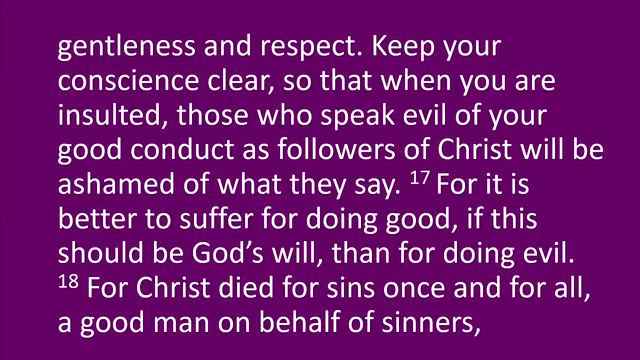 gentleness and respect. Keep your
conscience clear, so that when you are
insulted, those who speak evil of your
good conduct as followers of Christ will be
ashamed of what they say. 17 For it is
better to suffer for doing good, if this
should be God’s will, than for doing evil.
18 For Christ died for sins once and for all,
a good man on behalf of sinners,